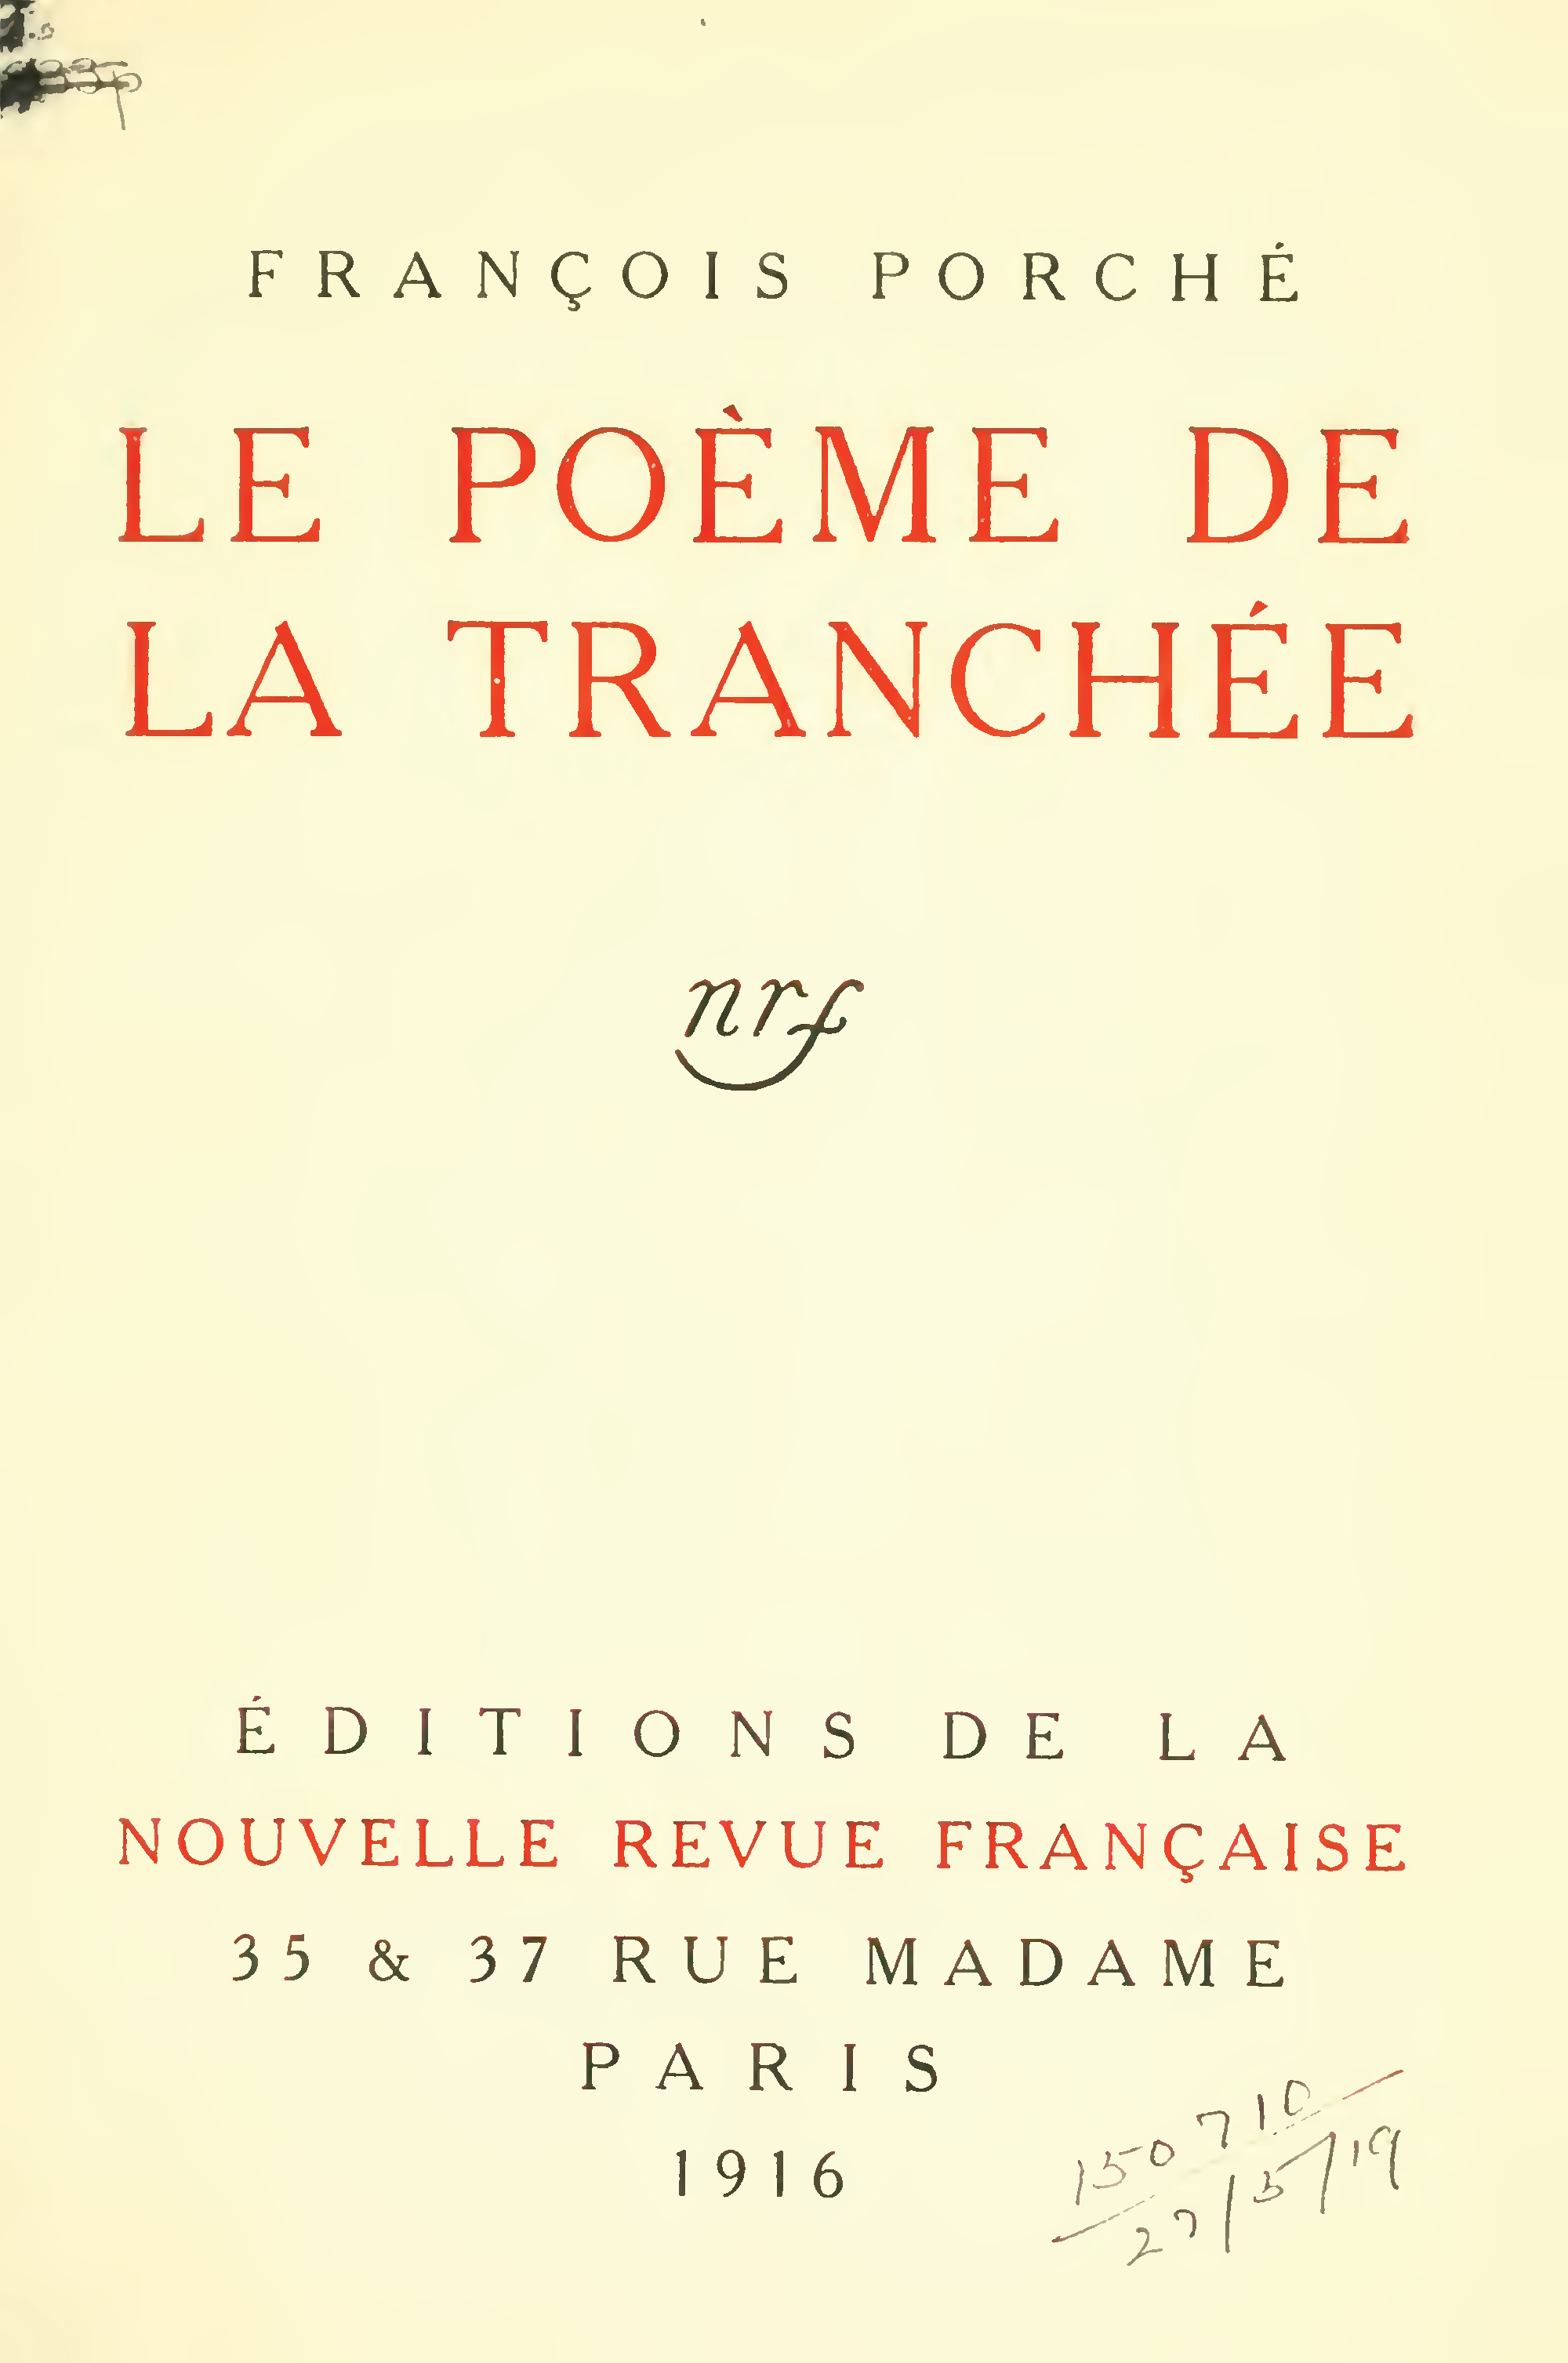 FRANÇOIS PORCHÉ
LE POÈME DE
LA TRANCHÉE
nrf
ÉDITIONS DE LA
NOUVELLE REVUE FRANÇAISE
35 & 37 RUE MADAME
PARIS
1916
150710
27/5/19